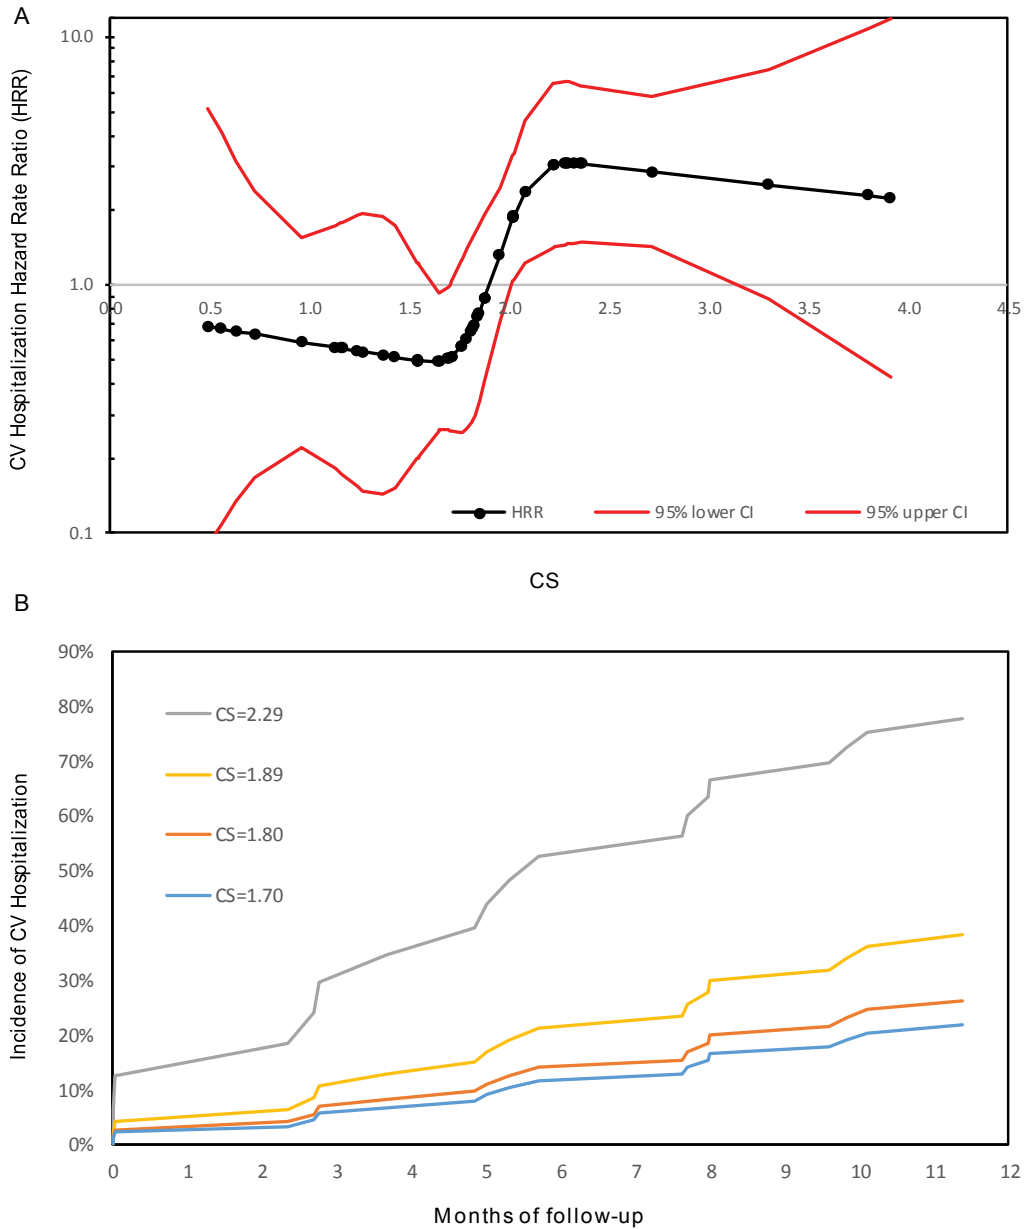 A
CV Hospitalization Hazard Rate Ratio (HRR)
10.0
1.0
0.1
0.0 0.5 1.0 1.5 2.0 2.5 3.0 3.5 4.0 4.5
HRR 95% lower CI 95% upper CI
CS
B
Incidence of CV Hospitalization
90%
80%
70%
60%
50%
40%
30%
20%
10%
0%
CS=2.29
CS=1.89
CS=1.80
CS=1.70
0 1 2 3 4 5 6 7 8 9 10 11 12
Months of follow-up